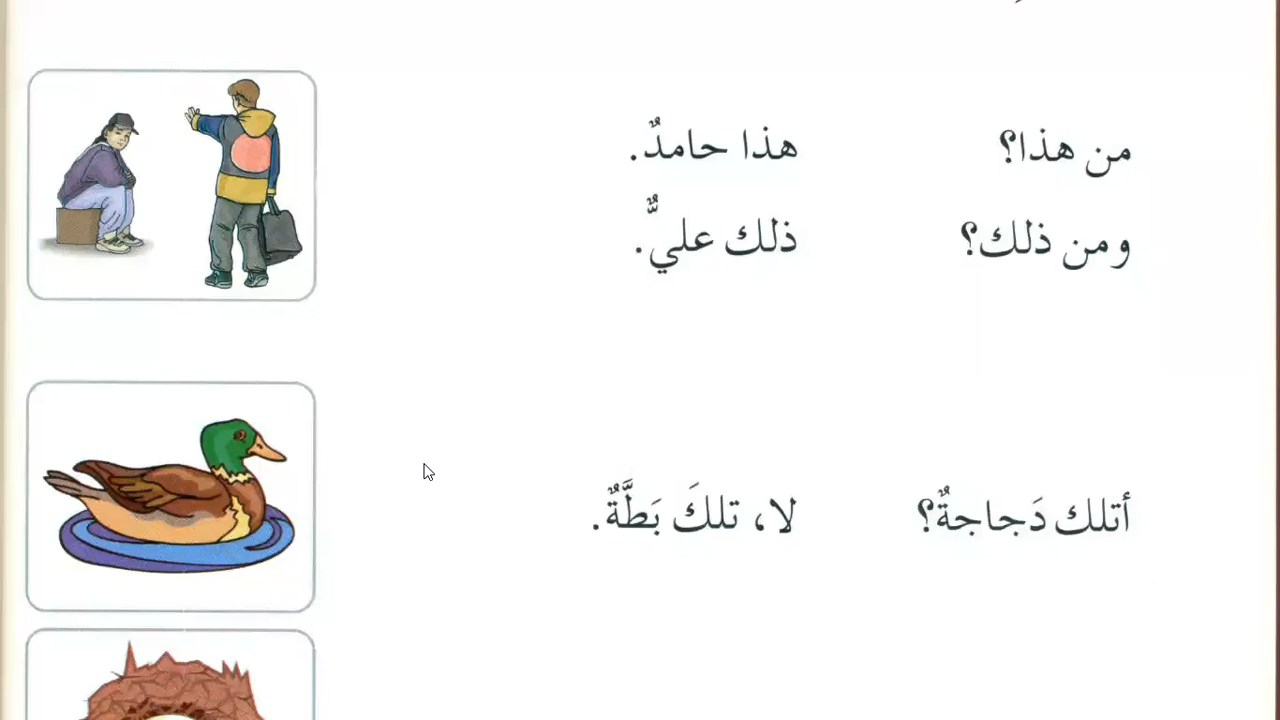 من هذا؟ هذا حامدٌ.
ومن ذلك؟ ذلك عليٌّ.
أتلك دَجاجةٌ؟ لا، تلكَ بَطَّةٌ.